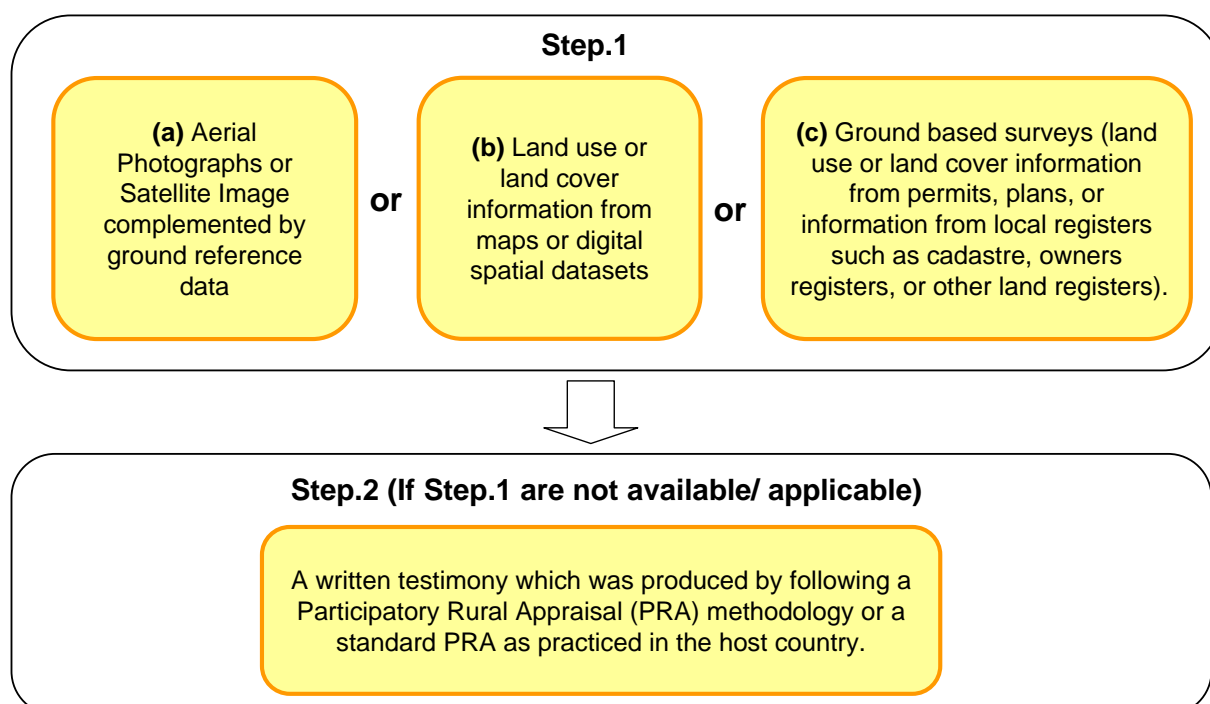 Step.1
(a) Aerial
Photographs or
Satellite Image
complemented by
ground reference
data
or
(b) Land use or
land cover
information from
maps or digital
spatial datasets
or
(c) Ground based surveys (land
use or land cover information
from permits, plans, or
information from local registers
such as cadastre, owners
registers, or other land registers).
Step.2 (If Step.1 are not available/ applicable)
A written testimony which was produced by following a
Participatory Rural Appraisal (PRA) methodology or a
standard PRA as practiced in the host country.